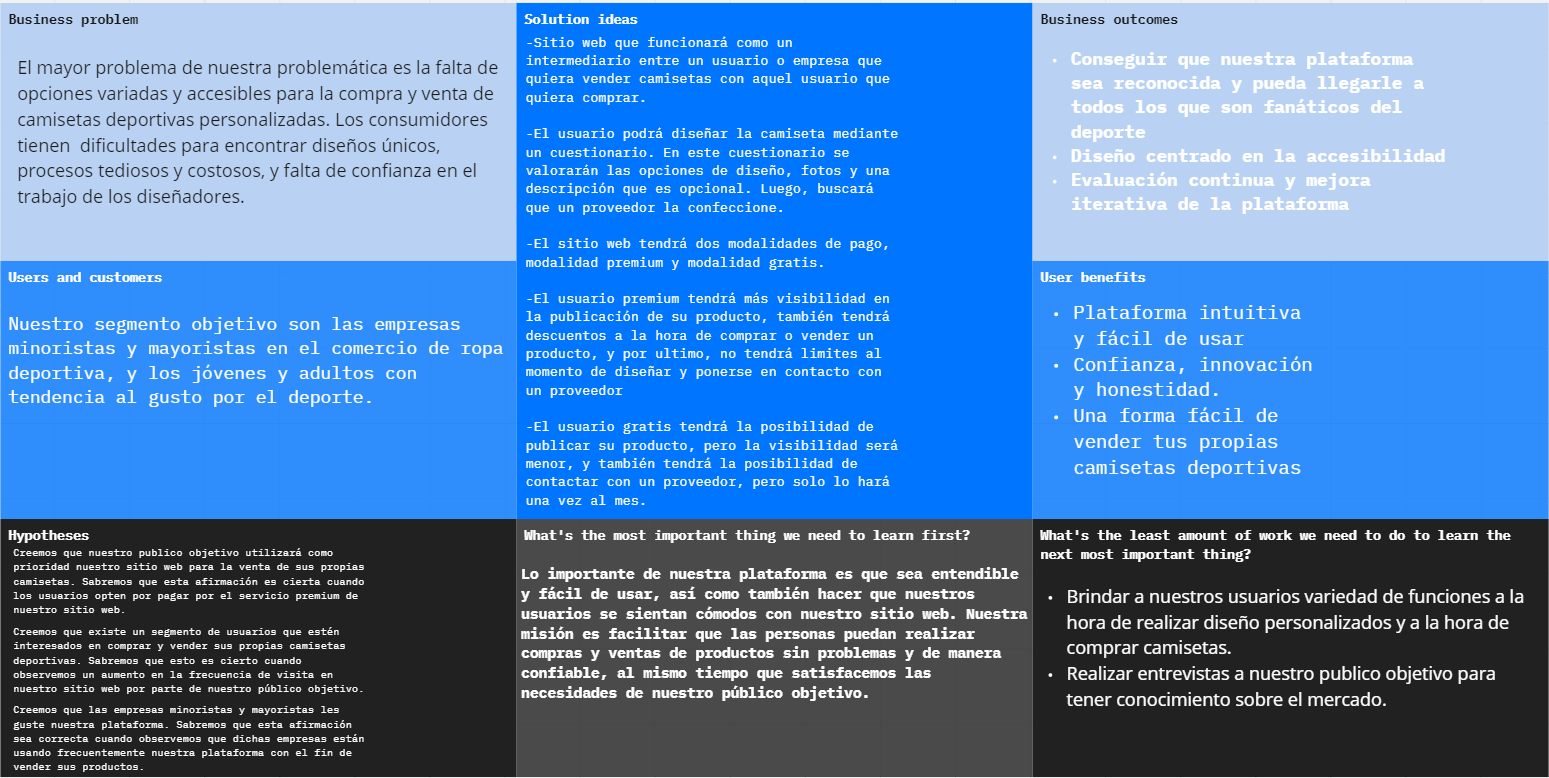 Business problem
El mayor problema de nuestra problemática es la falta de
opciones variadas y accesibles para la compra y venta de
camisetas deportivas personalizadas. Los consumidores
tienen dificultades para encontrar diseños únicos,
procesos tediosos y costosos, y falta de confianza en el
trabajo de los diseñadores.
Solution ideas
-Sitio web que funcionará como un
intermediario entre un usuario o empresa que
quiera vender camisetas con aquel usuario que
quiera comprar.
-El usuario podrá diseñar la camiseta mediante
un cuestionario. En este cuestionario se
valorarán las opciones de diseño, fotos y una
descripción que es opcional. Luego, buscará
que un proveedor la confeccione.
-El sitio web tendrá dos modalidades de pago,
modalidad premium y modalidad gratis.
-El usuario premium tendrá más visibilidad en
la publicación de su producto, también tendrá
descuentos a la hora de comprar o vender un
producto, y por ultimo, no tendrá limites al
momento de diseñar y ponerse en contacto con
un proveedor
-El usuario gratis tendrá la posibilidad de
publicar su producto, pero la visibilidad será
menor, y también tendrá la posibilidad de
contactar con un proveedor, pero solo lo hará
una vez al mes.
Business outcomes
• Conseguir que nuestra plataforma
sea reconocida y pueda llegarle a
todos los que son fanáticos del
deporte
• Diseño centrado en la accesibilidad
• Evaluación continua y mejora
iterativa de la plataforma
Users and customers
Nuestro segmento objetivo son las empresas
minoristas y mayoristas en el comercio de ropa
deportiva, y los jóvenes y adultos con
tendencia al gusto por el deporte.
User benefits
• Plataforma intuitiva
y fácil de usar
• Confianza, innovación
y honestidad.
• Una forma fácil de
vender tus propias
camisetas deportivas
Hypotheses
Creemos que nuestro publico objetivo utilizará como
prioridad nuestro sitio web para la venta de sus propias
camisetas. Sabremos que esta afirmación es cierta cuando
los usuarios opten por pagar por el servicio premium de
nuestro sitio web.
Creemos que existe un segmento de usuarios que estén
interesados en comprar y vender sus propias camisetas
deportivas. Sabremos que esto es cierto cuando
observemos un aumento en la frecuencia de visita en
nuestro sitio web por parte de nuestro público objetivo.
Creemos que las empresas minoristas y mayoristas les
guste nuestra plataforma. Sabremos que esta afirmación
sea correcta cuando observemos que dichas empresas están
usando frecuentemente nuestra plataforma con el fin de
vender sus productos.
What's the most important thing we need to learn first?
Lo importante de nuestra plataforma es que sea entendible
y fácil de usar, así como también hacer que nuestros
usuarios se sientan cómodos con nuestro sitio web. Nuestra
misión es facilitar que las personas puedan realizar
compras y ventas de productos sin problemas y de manera
confiable, al mismo tiempo que satisfacemos las
necesidades de nuestro público objetivo.
What's the least amount of work we need to do to learn the
next most important thing?
• Brindar a nuestros usuarios variedad de funciones a la
hora de realizar diseño personalizados y a la hora de
comprar camisetas.
• Realizar entrevistas a nuestro publico objetivo para
tener conocimiento sobre el mercado.